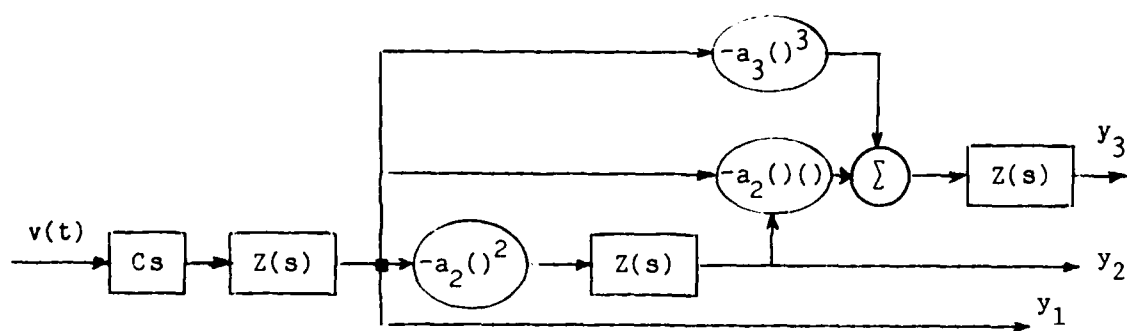 -a₃()³
y₃
-a₂()()
Σ
Z(s)
v(t)
Cs
Z(s)
-a₂()²
Z(s)
y₂
y₁